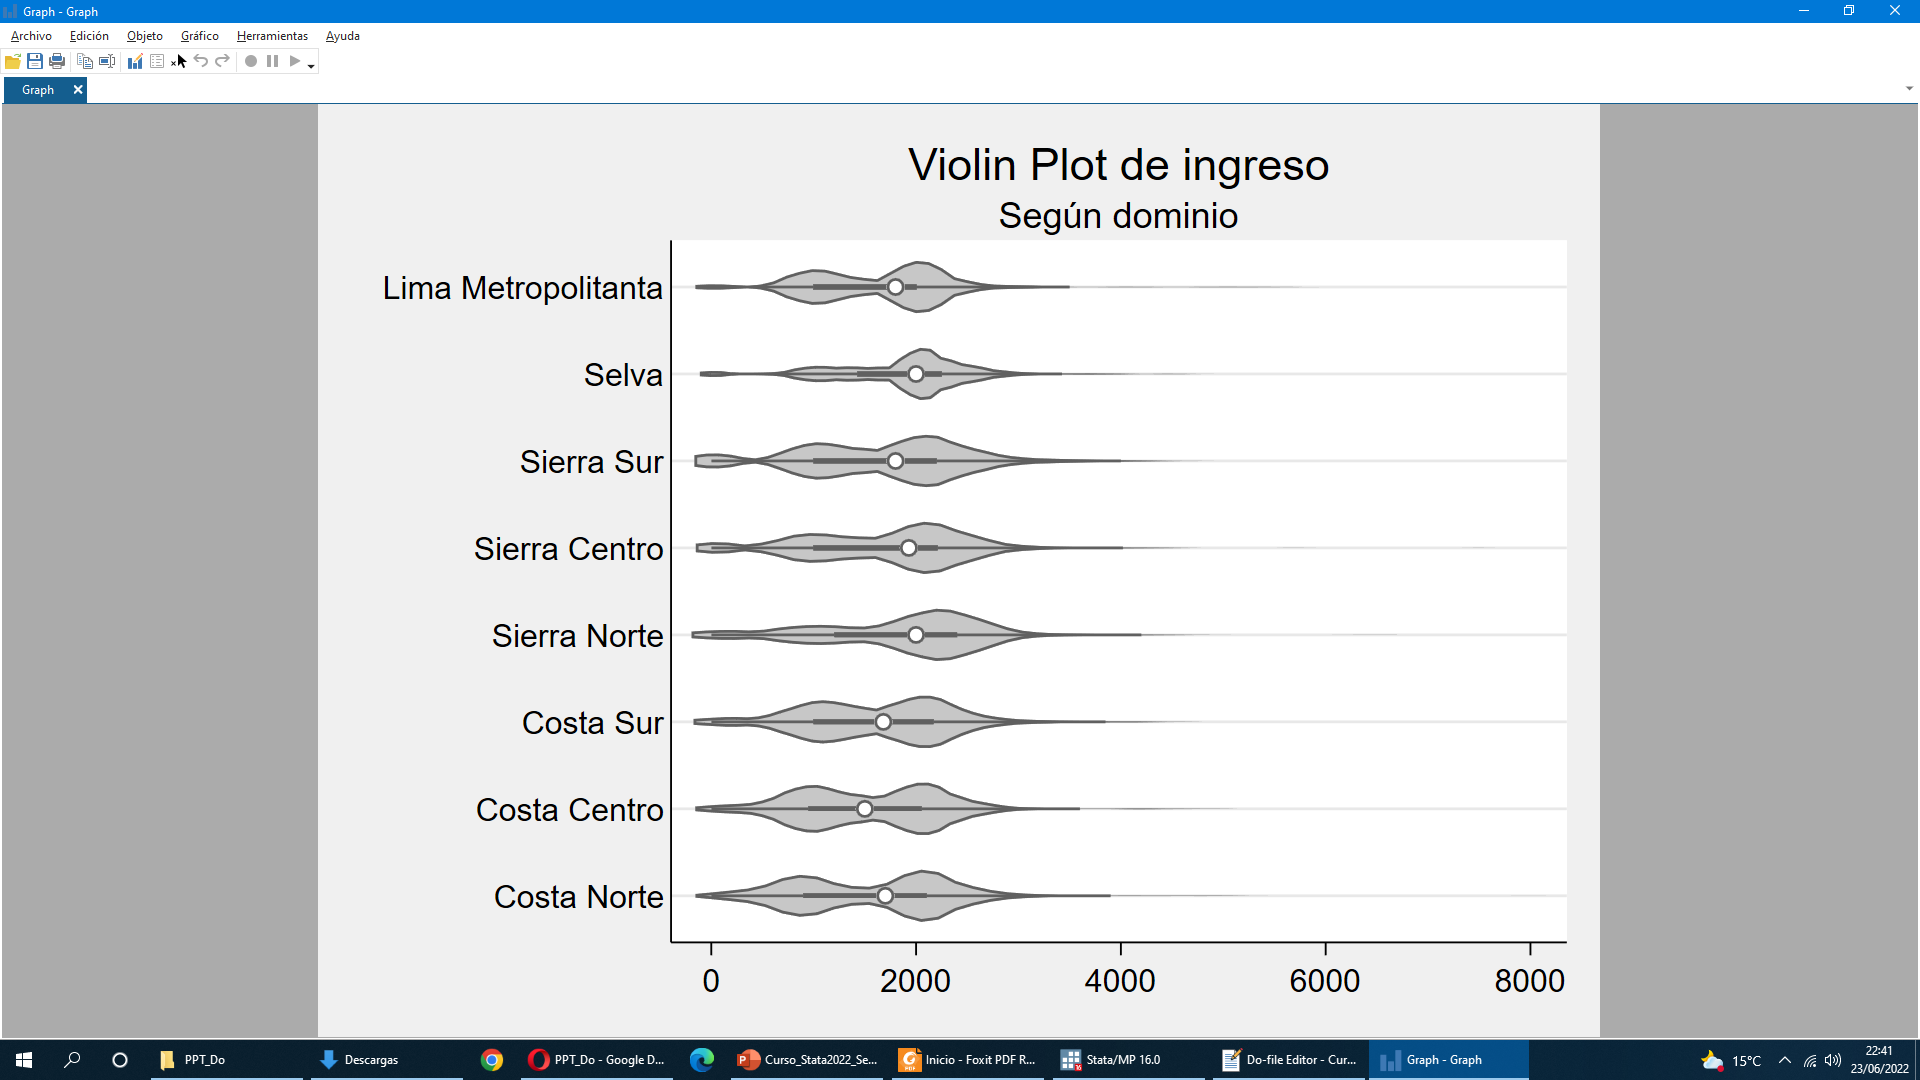 Graph - Graph
Archivo Edición Objeto Gráfico Herramientas Ayuda
Graph
Violin Plot de ingreso
Según dominio
Lima Metropolitanta
Selva
Sierra Sur
Sierra Centro
Sierra Norte
Costa Sur
Costa Centro
Costa Norte
0 2000 4000 6000 8000
PPT_Do Descargas PPT_Do - Google D... Curso_Stata2022_Se... Inicio - Foxit PDF R... Stata/MP 16.0 Do-file Editor - Cur... Graph - Graph 15°C 22:41
23/06/2022